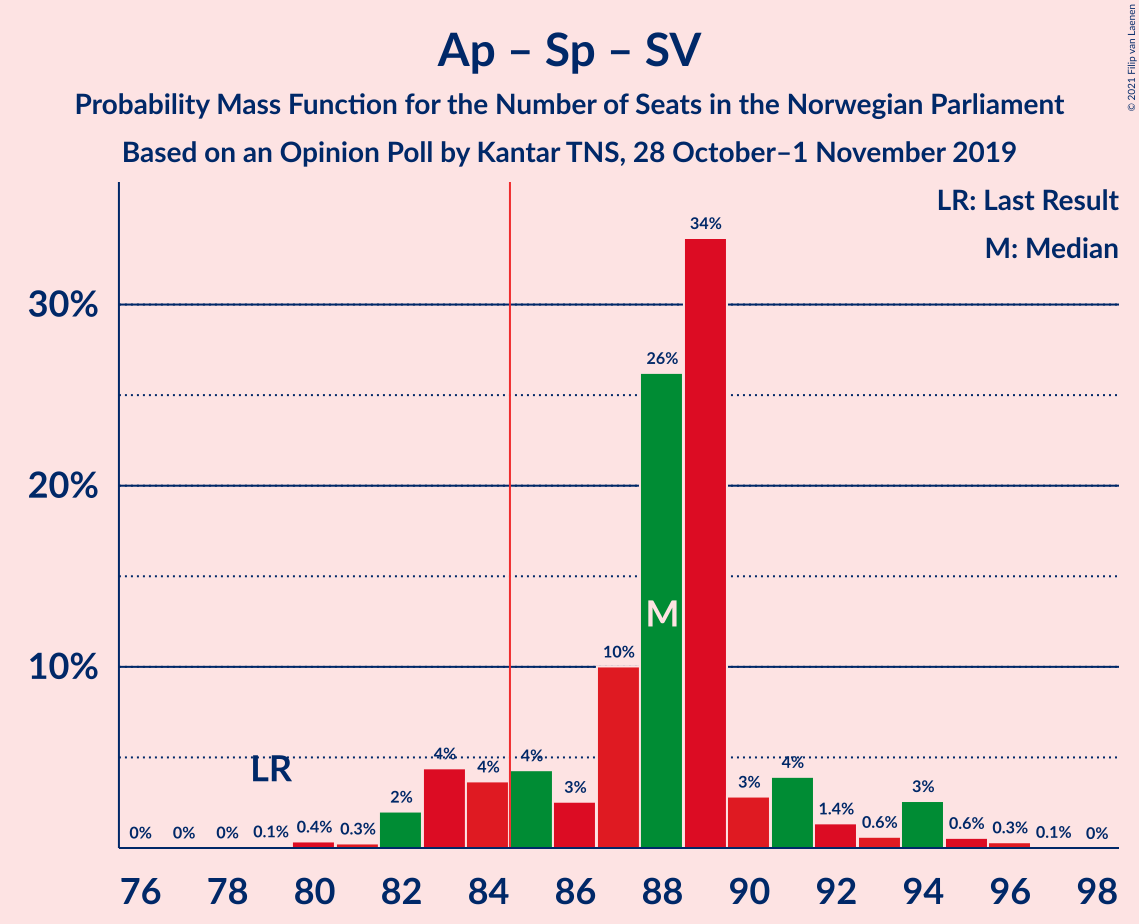 Ap – Sp – SV
Probability Mass Function for the Number of Seats in the Norwegian Parliament
Based on an Opinion Poll by Kantar TNS, 28 October–1 November 2019
© 2021 Filip van Laenen
LR: Last Result
M: Median
34%
30%
26%
20%
M
10%
10%
LR
4%
4%
4%
4%
3%
3%
3%
2%
1.4%
0% 0% 0% 0.1% 0.4% 0.3% 0.6% 0.6% 0.3% 0.1% 0%
76 78 80 82 84 86 88 90 92 94 96 98